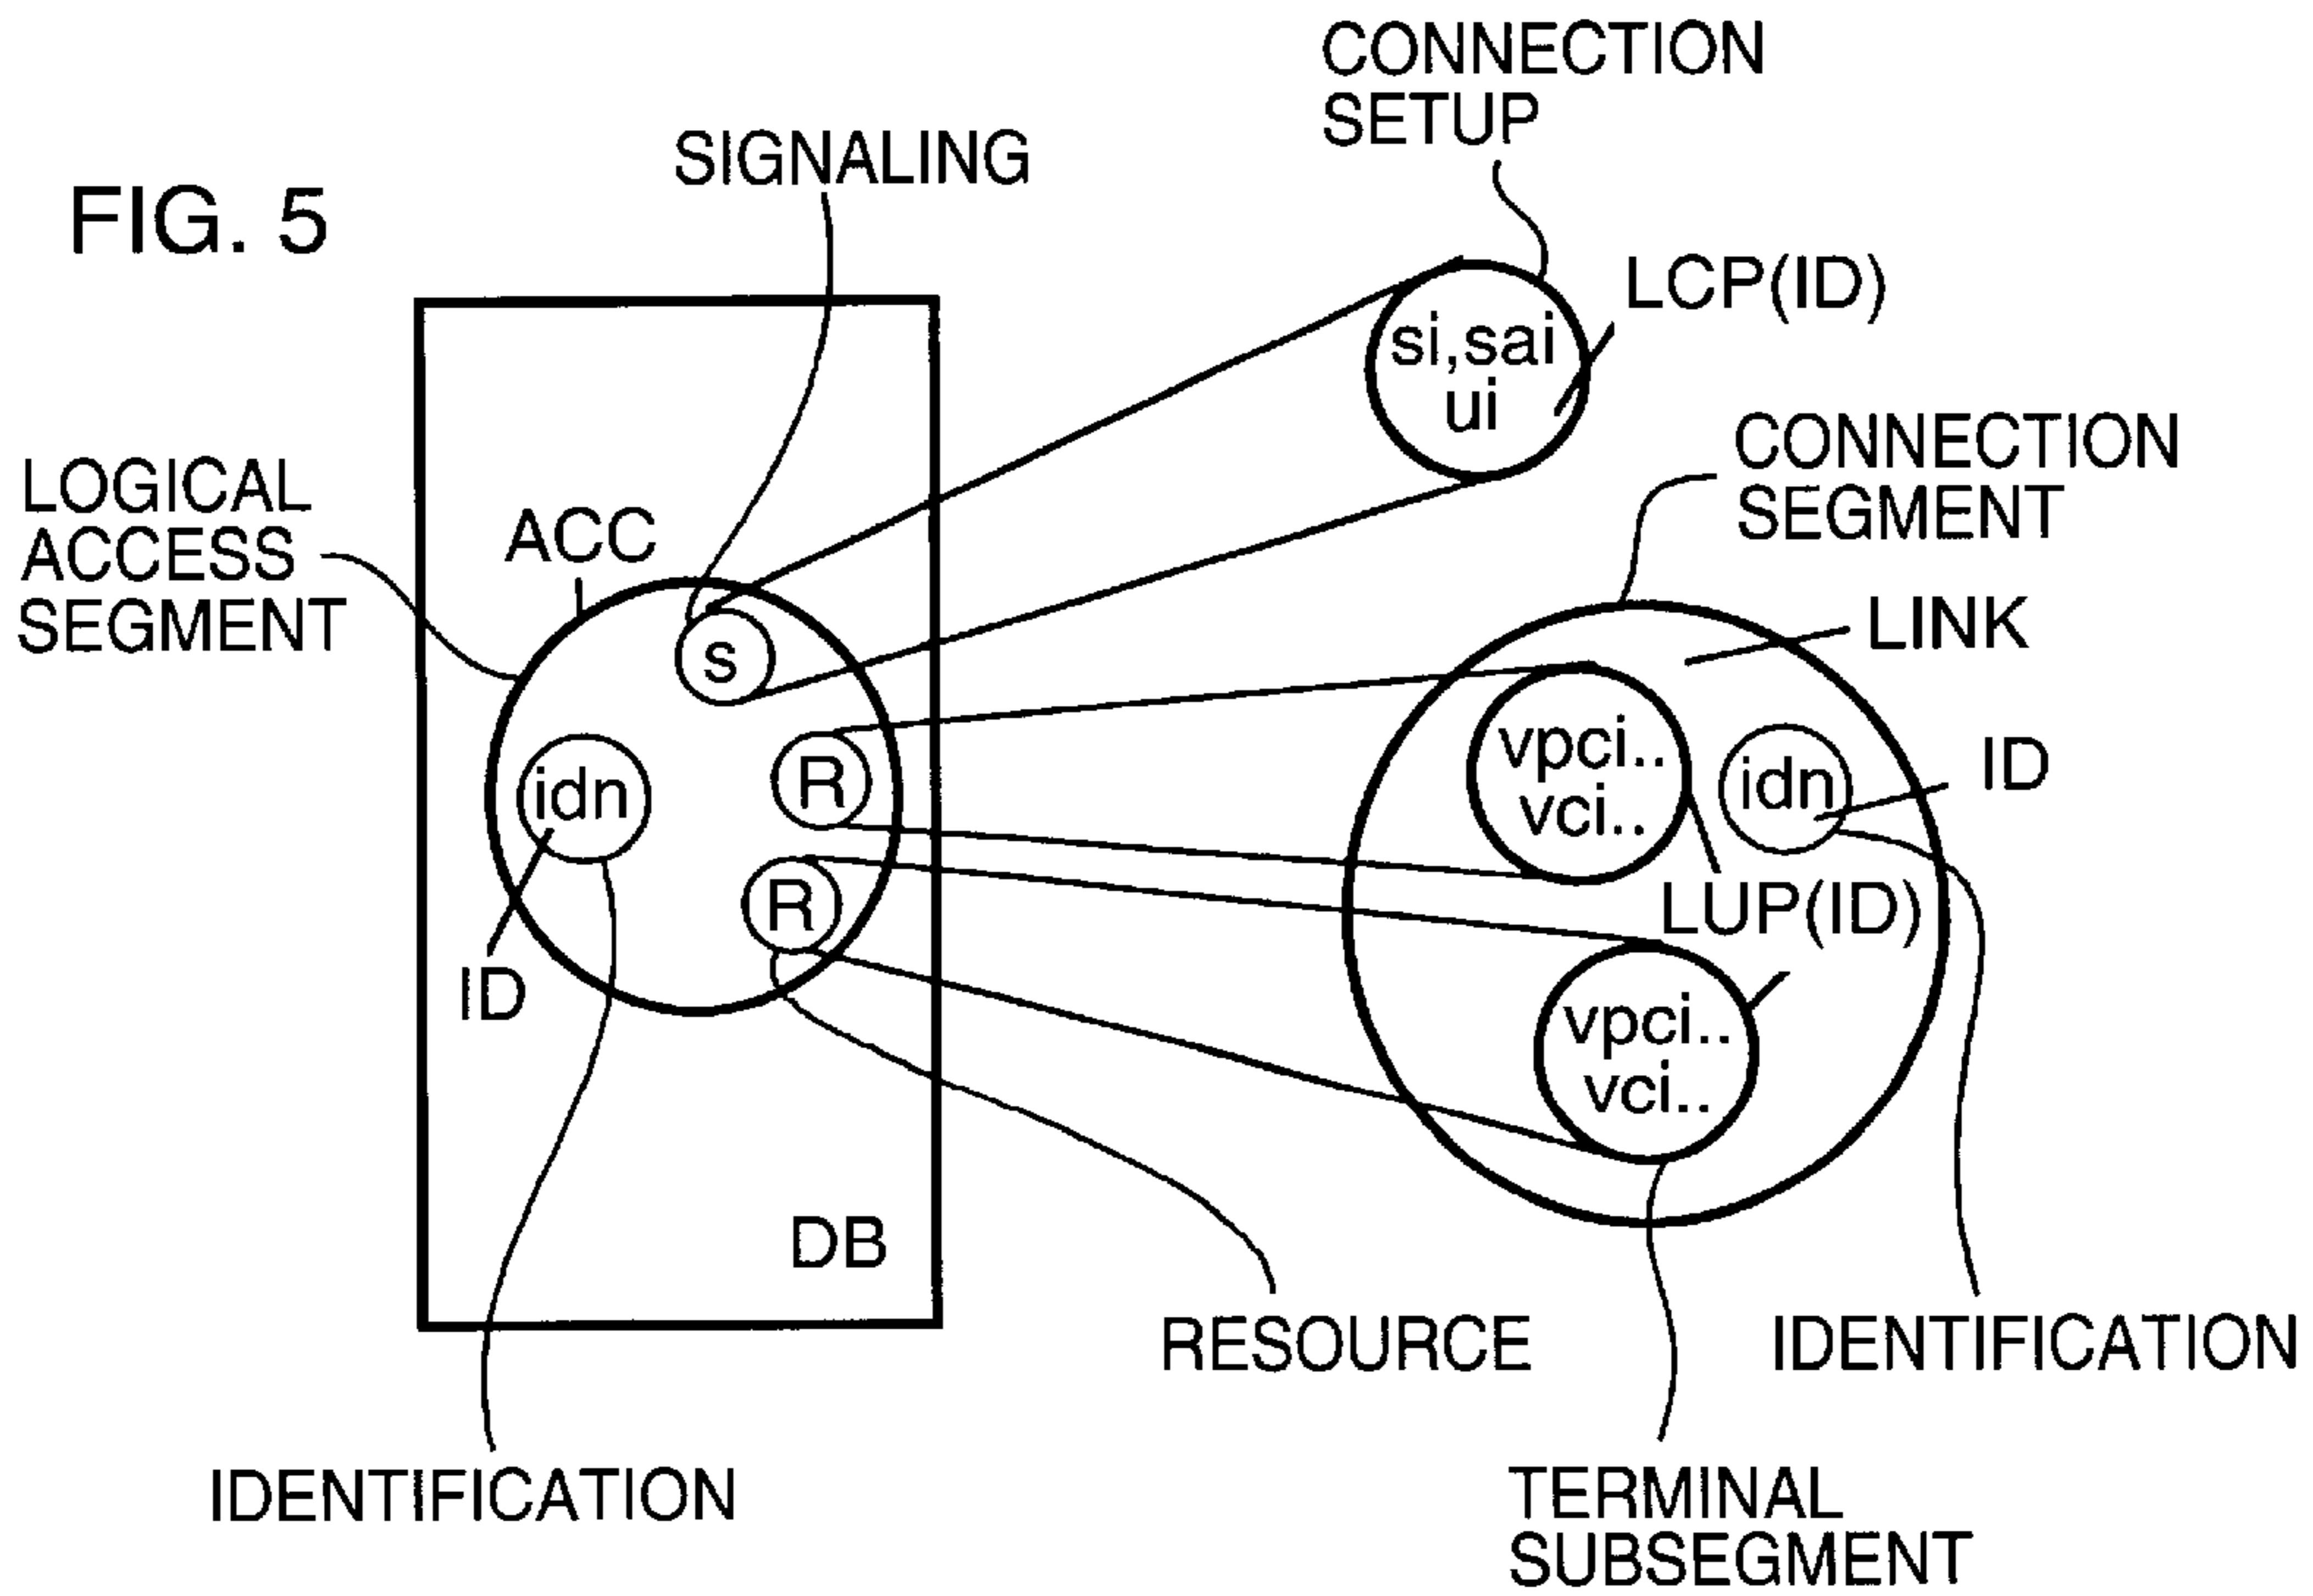 FIG. 5
SIGNALING
CONNECTION
SETUP
LCP(ID)
si,sai
ui
LOGICAL
ACCESS
SEGMENT
ACC
s
R
idn
R
ID
DB
CONNECTION
SEGMENT
LINK
vpci..
vci..
idn
ID
LUP(ID)
vpci..
vci..
RESOURCE
IDENTIFICATION
IDENTIFICATION
TERMINAL
SUBSEGMENT